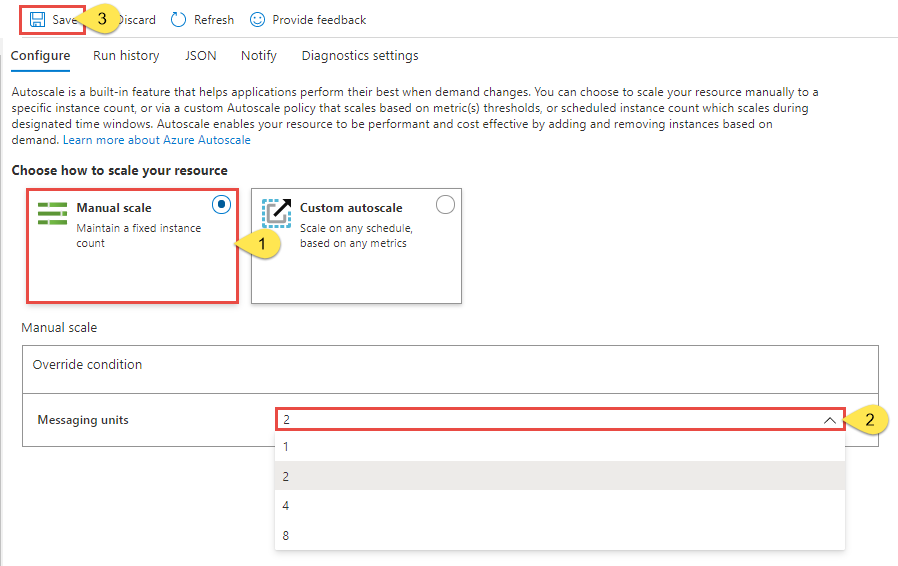 Save 3 Discard Refresh Provide feedback
Configure Run history JSON Notify Diagnostics settings
Autoscale is a built-in feature that helps applications perform their best when demand changes. You can choose to scale your resource manually to a
specific instance count, or via a custom Autoscale policy that scales based on metric(s) thresholds, or scheduled instance count which scales during
designated time windows. Autoscale enables your resource to be performant and cost effective by adding and removing instances based on
demand. Learn more about Azure Autoscale
Choose how to scale your resource
Manual scale
Maintain a fixed instance
count
1
Custom autoscale
Scale on any schedule,
based on any metrics
Manual scale
Override condition
Messaging units 2 2
1
2
4
8